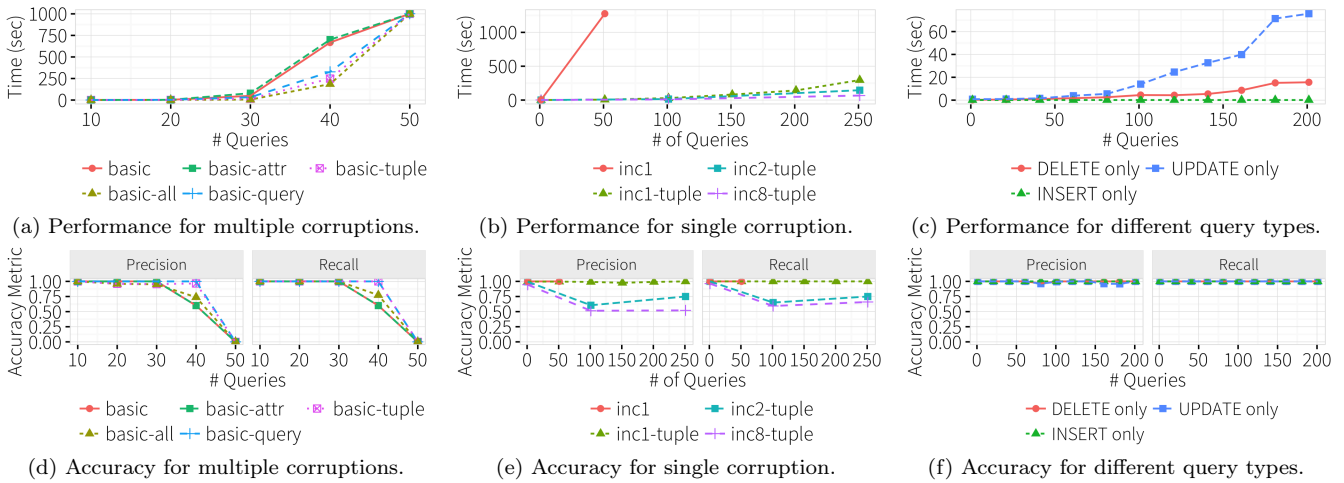 1000
750
500
250
0
Time (sec)
10 20 30 40 50
# Queries
basic basic-attr basic-tuple
basic-all basic-query
(a) Performance for multiple corruptions.
1000
500
0
Time (sec)
0 50 100 150 200 250
# of Queries
inc1 inc2-tuple
inc1-tuple inc8-tuple
(b) Performance for single corruption.
60
40
20
0
Time (sec)
0 50 100 150 200
# Queries
DELETE only UPDATE only
INSERT only
(c) Performance for different query types.
Precision Recall
1.00
0.75
0.50
0.25
0.00
Accuracy Metric
10 20 30 40 50 10 20 30 40 50
# Queries
basic basic-attr basic-tuple
basic-all basic-query
(d) Accuracy for multiple corruptions.
Precision Recall
1.00
0.75
0.50
0.25
0.00
Accuracy Metric
0 50 100 150 200 250 0 50 100 150 200 250
# of Queries
inc1 inc2-tuple
inc1-tuple inc8-tuple
(e) Accuracy for single corruption.
Precision Recall
1.00
0.75
0.50
0.25
0.00
Accuracy Metric
0 50 100 150 200 0 50 100 150 200
# Queries
DELETE only UPDATE only
INSERT only
(f) Accuracy for different query types.